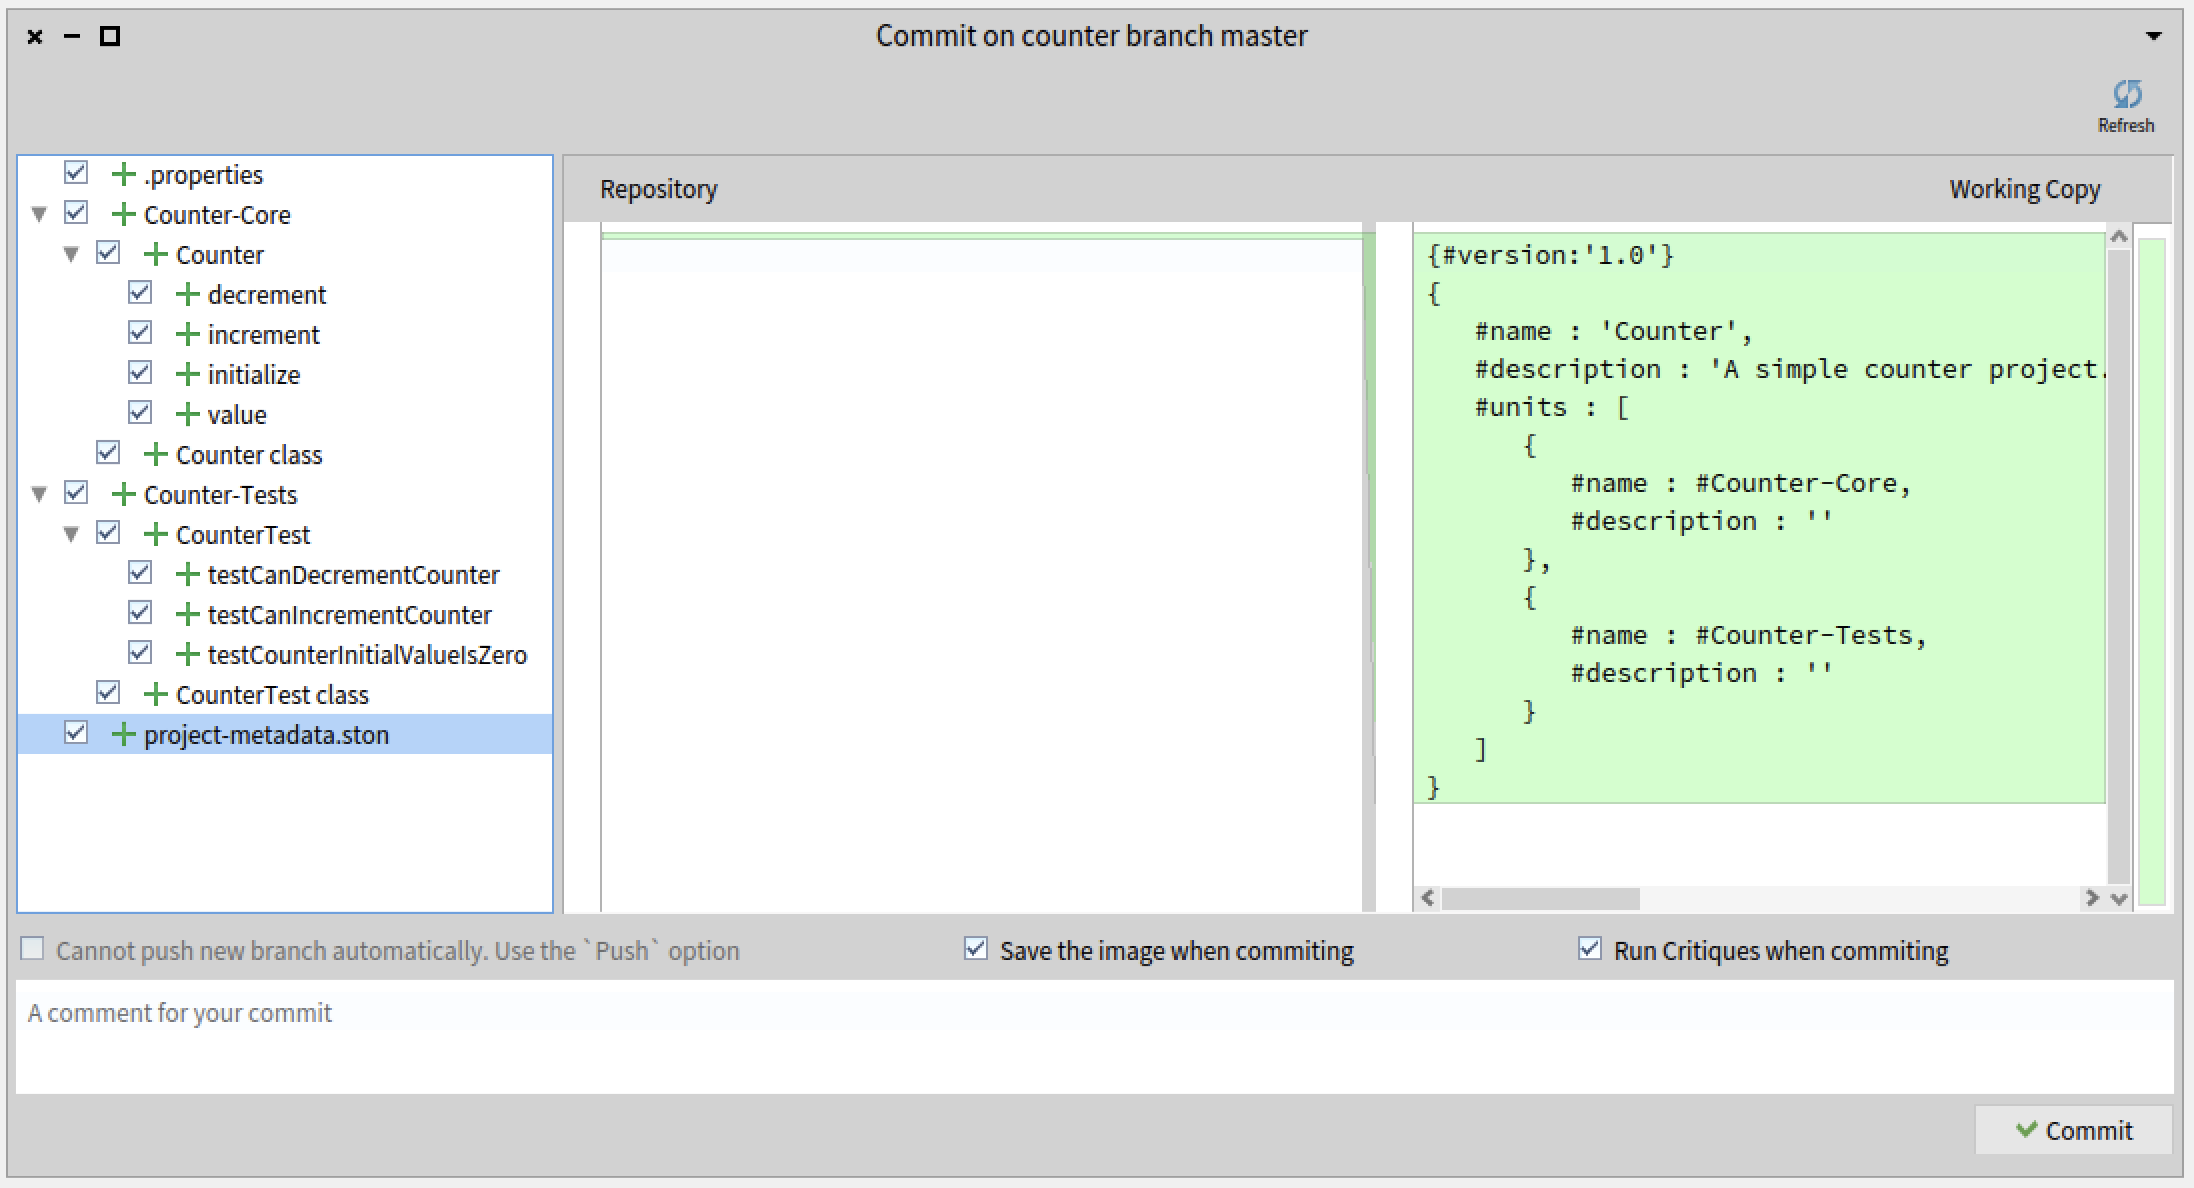 Commit on counter branch master
Refresh
.properties
Counter-Core
Counter
decrement
increment
initialize
value
Counter class
Counter-Tests
CounterTest
testCanDecrementCounter
testCanIncrementCounter
testCounterInitialValueIsZero
CounterTest class
project-metadata.ston
Repository
Working Copy
{#version:'1.0'}
{
#name : 'Counter',
#description : 'A simple counter project.
#units : [
{
#name : #Counter-Core,
#description : ''
},
{
#name : #Counter-Tests,
#description : ''
}
]
}
Cannot push new branch automatically. Use the `Push` option
Save the image when commiting
Run Critiques when commiting
A comment for your commit
Commit